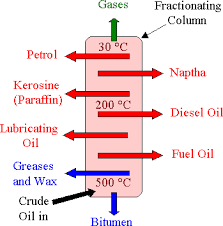 Gases
Fractionating
Column
30 °C
Petrol
Naptha
Kerosine
(Paraffin)
200 °C
Diesel Oil
Lubricating
Oil
Fuel Oil
Greases
and Wax
500 °C
Crude
Oil in
Bitumen